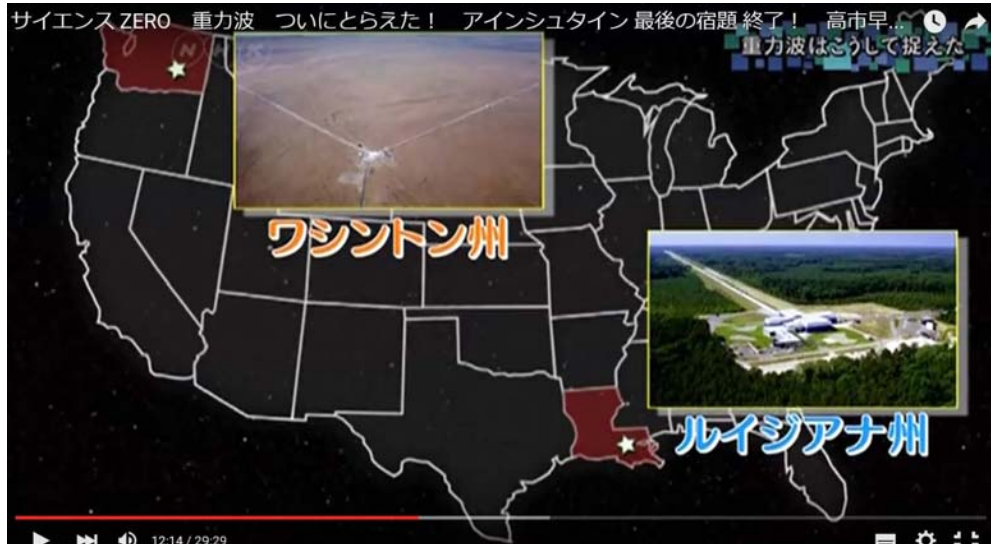 サイエンス ZERO 重力波 ついにとらえた! アインシュタイン 最後の宿題 終了! 高市早...
NHK
重力波はこうして捉えた
ワシントン州
ルイジアナ州
12:14 / 29:29